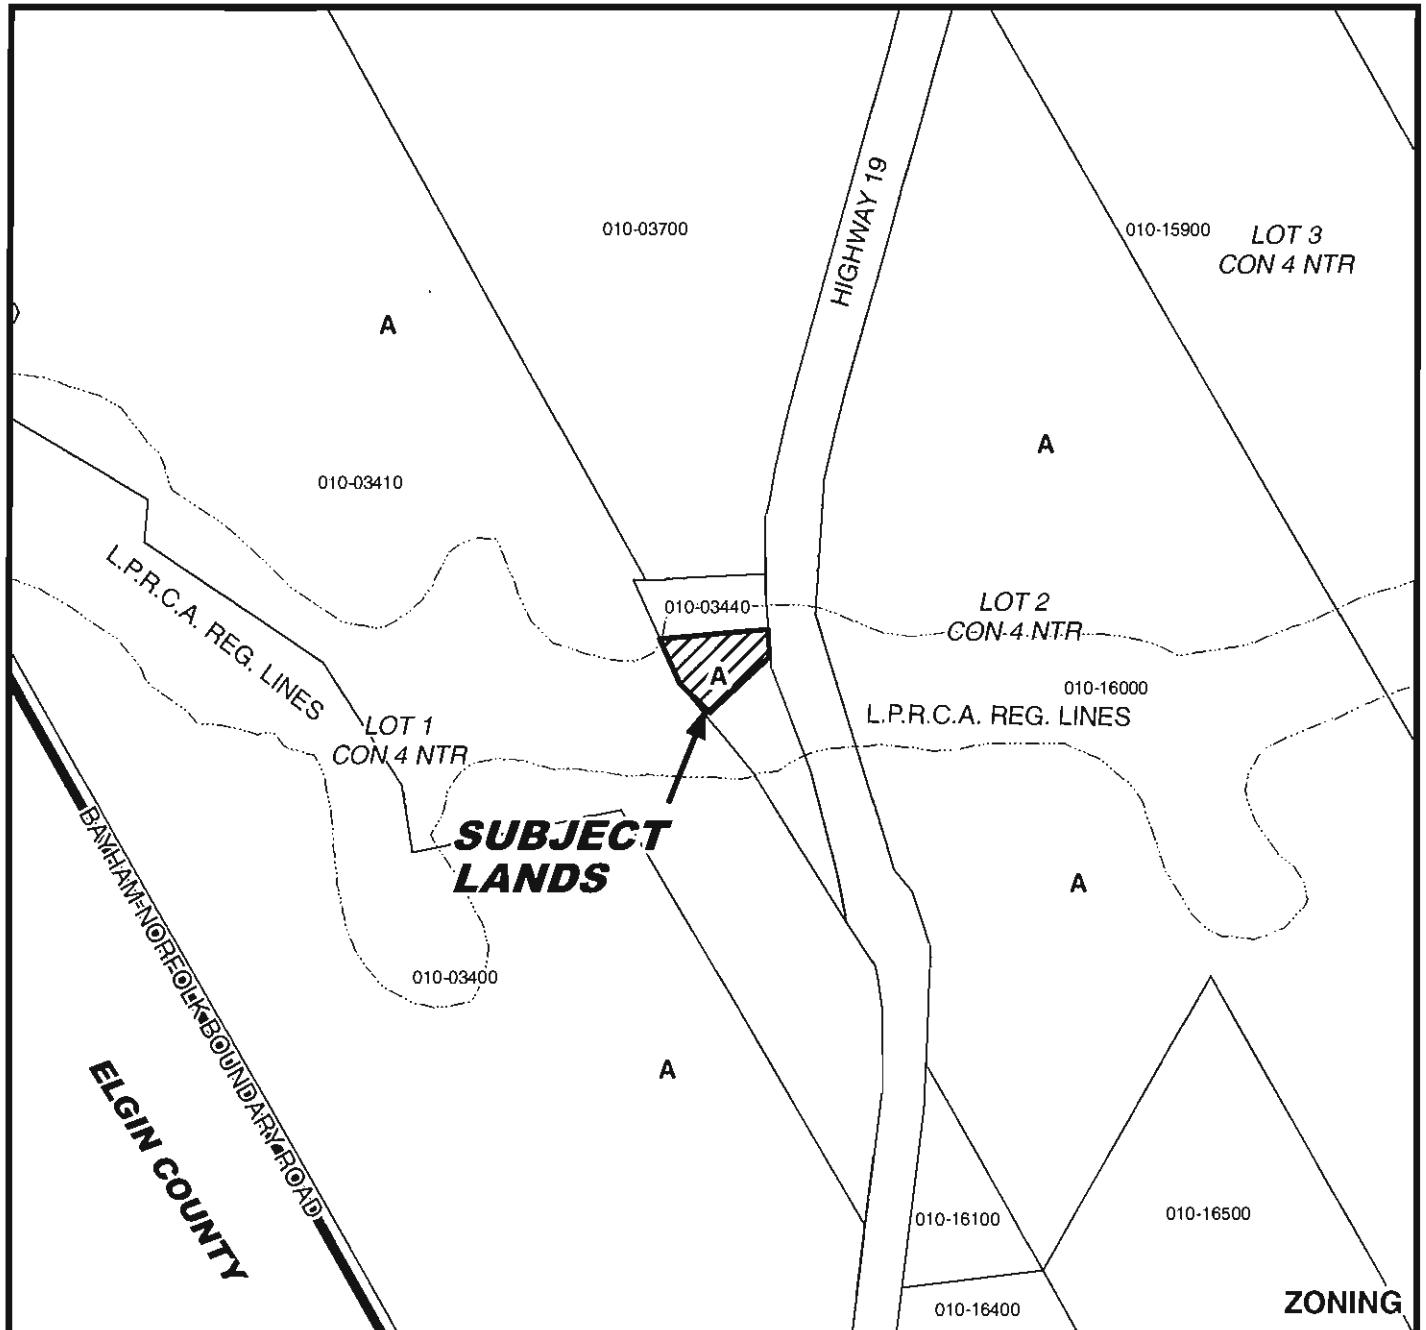 HIGHWAY 19
010-03700
010-15900
LOT 3
CON 4 NTR
A
A
010-03410
L.P.R.C.A. REG. LINES
010-03440
LOT 2
CON 4 NTR
A
010-16000
L.P.R.C.A. REG. LINES
LOT 1
CON 4 NTR
SUBJECT
LANDS
BAYHAM-NORFOLK BOUNDARY ROAD
A
010-03400
A
ELGIN COUNTY
010-16100
010-16500
010-16400
ZONING